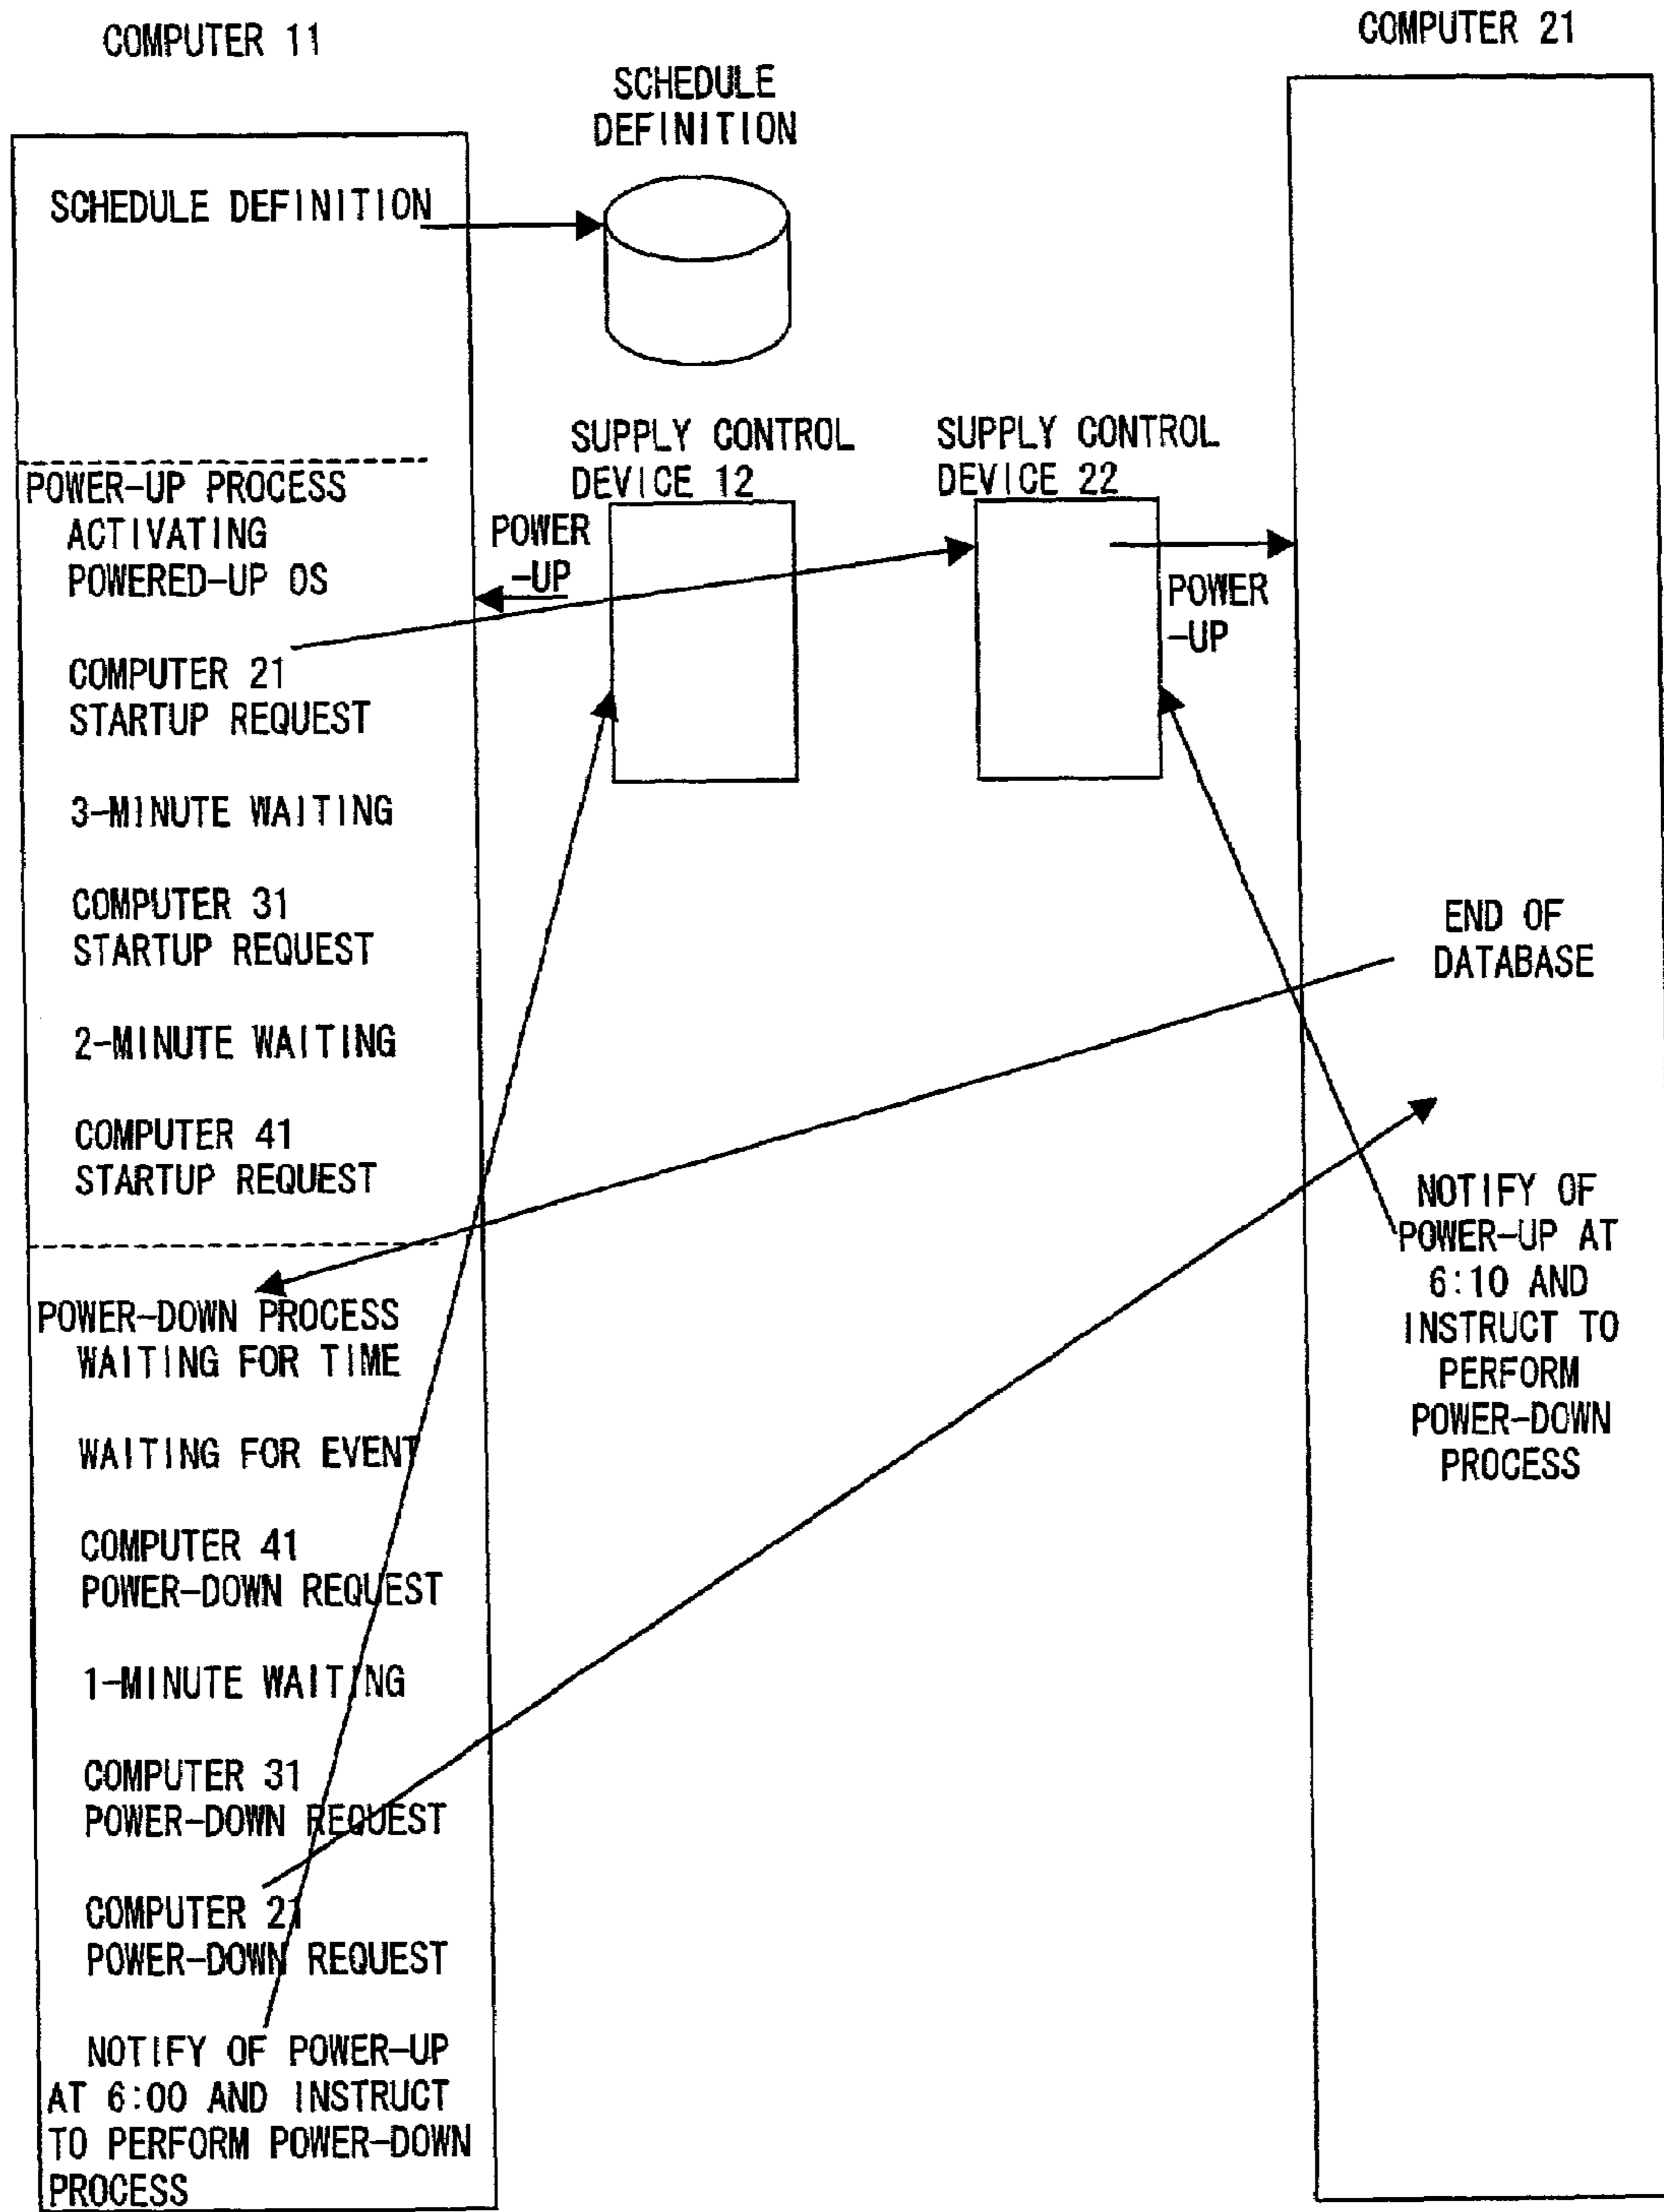 COMPUTER 11
COMPUTER 21
SCHEDULE
DEFINITION
SCHEDULE DEFINITION
SUPPLY CONTROL
DEVICE 12
SUPPLY CONTROL
DEVICE 22
POWER-UP PROCESS
ACTIVATING
POWERED-UP OS
POWER
-UP
POWER
-UP
COMPUTER 21
STARTUP REQUEST
3-MINUTE WAITING
COMPUTER 31
STARTUP REQUEST
2-MINUTE WAITING
COMPUTER 41
STARTUP REQUEST
END OF
DATABASE
NOTIFY OF
POWER-UP AT
6:10 AND
INSTRUCT TO
PERFORM
POWER-DOWN
PROCESS
POWER-DOWN PROCESS
WAITING FOR TIME
WAITING FOR EVENT
COMPUTER 41
POWER-DOWN REQUEST
1-MINUTE WAITING
COMPUTER 31
POWER-DOWN REQUEST
COMPUTER 21
POWER-DOWN REQUEST
NOTIFY OF POWER-UP
AT 6:00 AND INSTRUCT
TO PERFORM POWER-DOWN
PROCESS